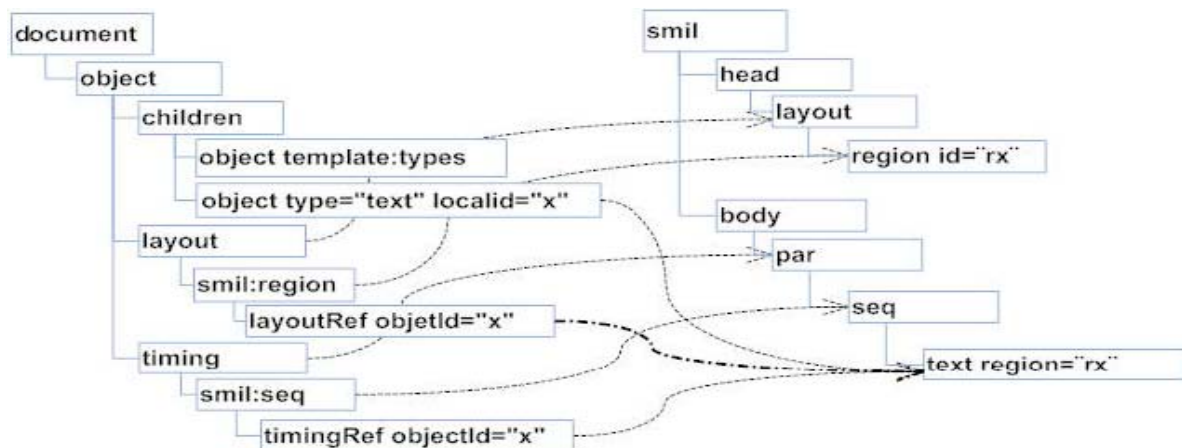 document
object
children
object template:types
object type="text" localid="x"
layout
smil:region
layoutRef objetId="x"
timing
smil:seq
timingRef objectId="x"
smil
head
layout
region id=¨rx¨
body
par
seq
text region=¨rx¨